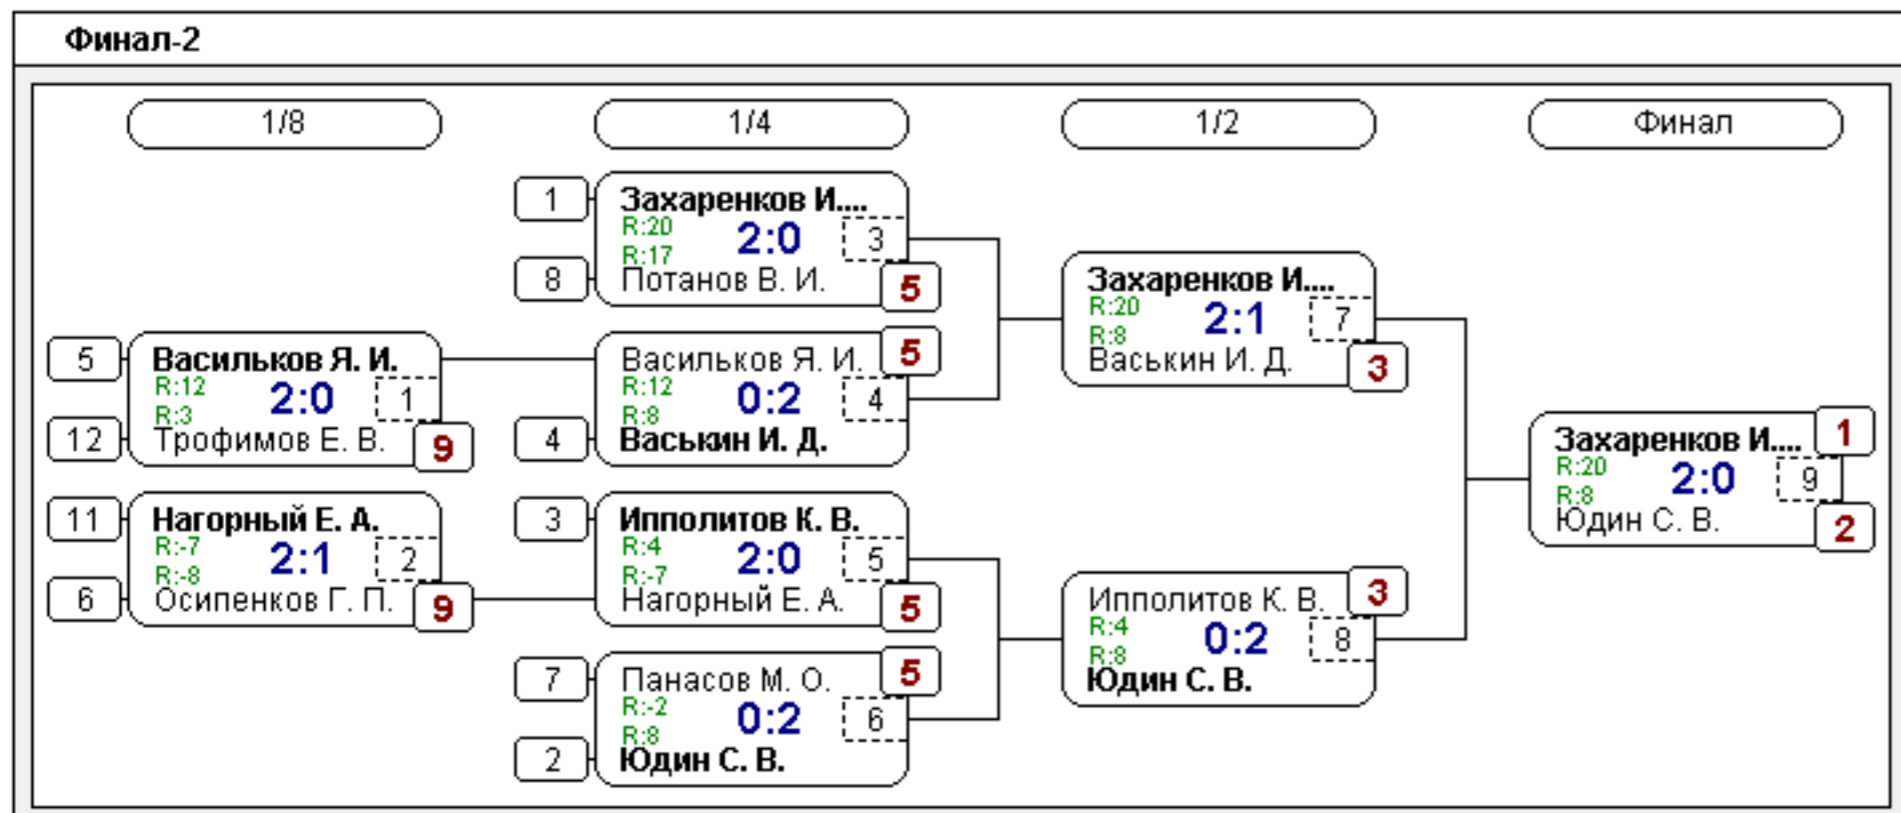 Финал-2
1/8
1/4
1/2
Финал
5
Васильков Я. И.
R:12
2:0
1
R:3
12
Трофимов Е. В.
9
11
Нагорный Е. А.
R:-7
2:1
2
R:-8
6
Осипенков Г. П.
9
1
Захаренков И....
R:20
2:0
3
R:17
8
Потанов В. И.
5
Васильков Я. И.
5
R:12
0:2
4
R:8
4
Васькин И. Д.
3
Ипполитов К. В.
R:4
2:0
5
R:-7
Нагорный Е. А.
5
7
Панасов М. О.
5
R:-2
0:2
6
R:8
2
Юдин С. В.
Захаренков И....
R:20
2:1
7
R:8
Васькин И. Д.
3
Ипполитов К. В.
3
R:4
0:2
8
R:8
Юдин С. В.
Захаренков И....
1
R:20
2:0
9
R:8
Юдин С. В.
2